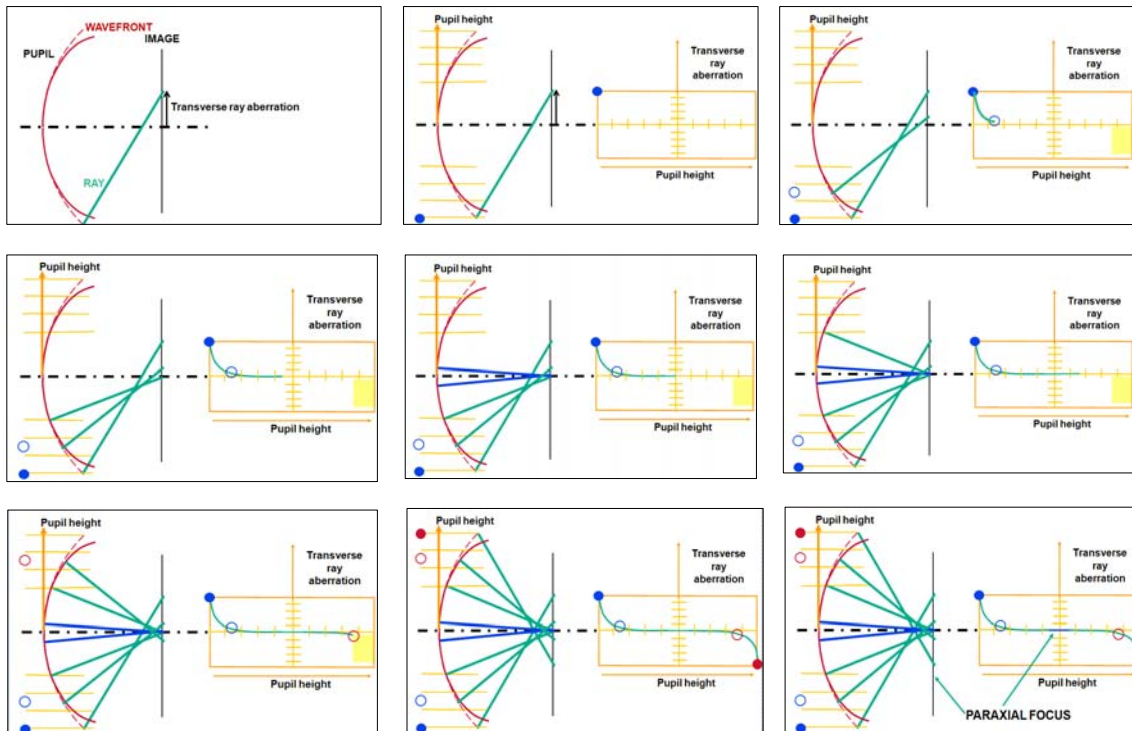 WAVEFRONT
PUPIL
IMAGE
Transverse ray aberration
RAY
Pupil height
Transverse
ray
aberration
Pupil height
Pupil height
Transverse
ray
aberration
Pupil height
Pupil height
Transverse
ray
aberration
Pupil height
Pupil height
Transverse
ray
aberration
Pupil height
Pupil height
Transverse
ray
aberration
Pupil height
Pupil height
Transverse
ray
aberration
Pupil height
Pupil height
Transverse
ray
aberration
Pupil height
Pupil height
Transverse
ray
aberration
PARAXIAL FOCUS